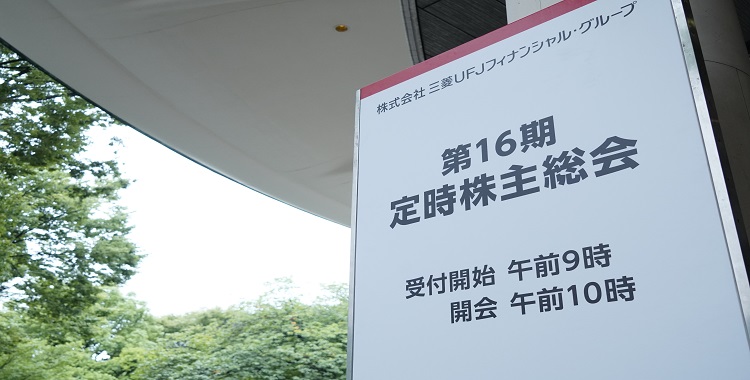 株式会社 三菱UFJフィナンシャル・グループ
第16期
定時株主総会
受付開始 午前9時
開会 午前10時